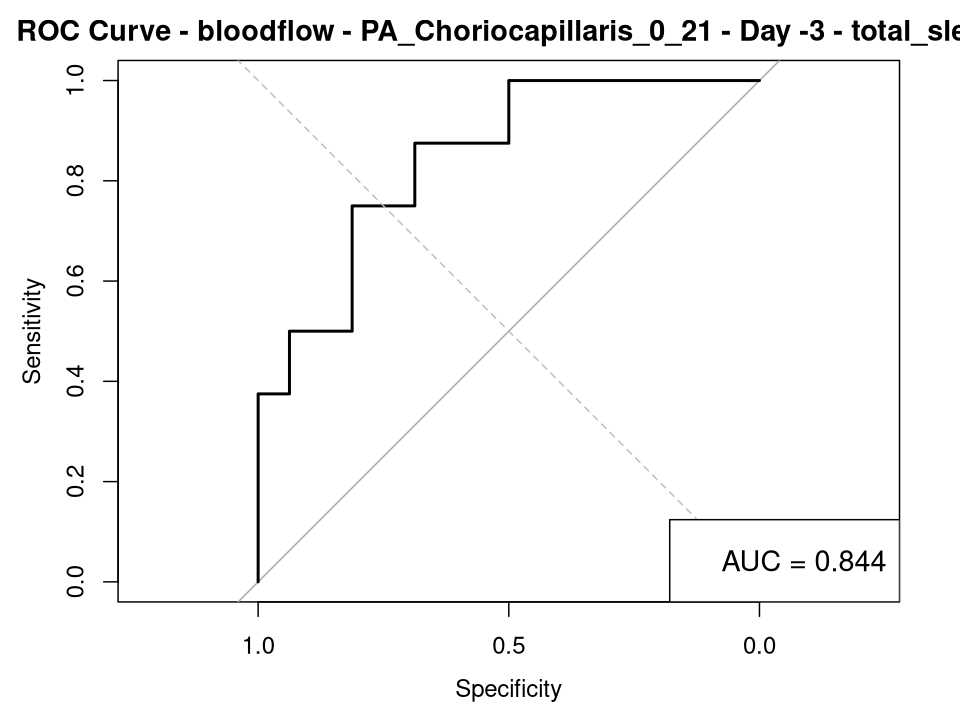 ROC Curve - bloodflow - PA_Choriocapillaris_0_21 - Day -3 - total_sle
1.0
0.8
0.6
0.4
0.2
0.0
Sensitivity
AUC = 0.844
1.0 0.5 0.0
Specificity